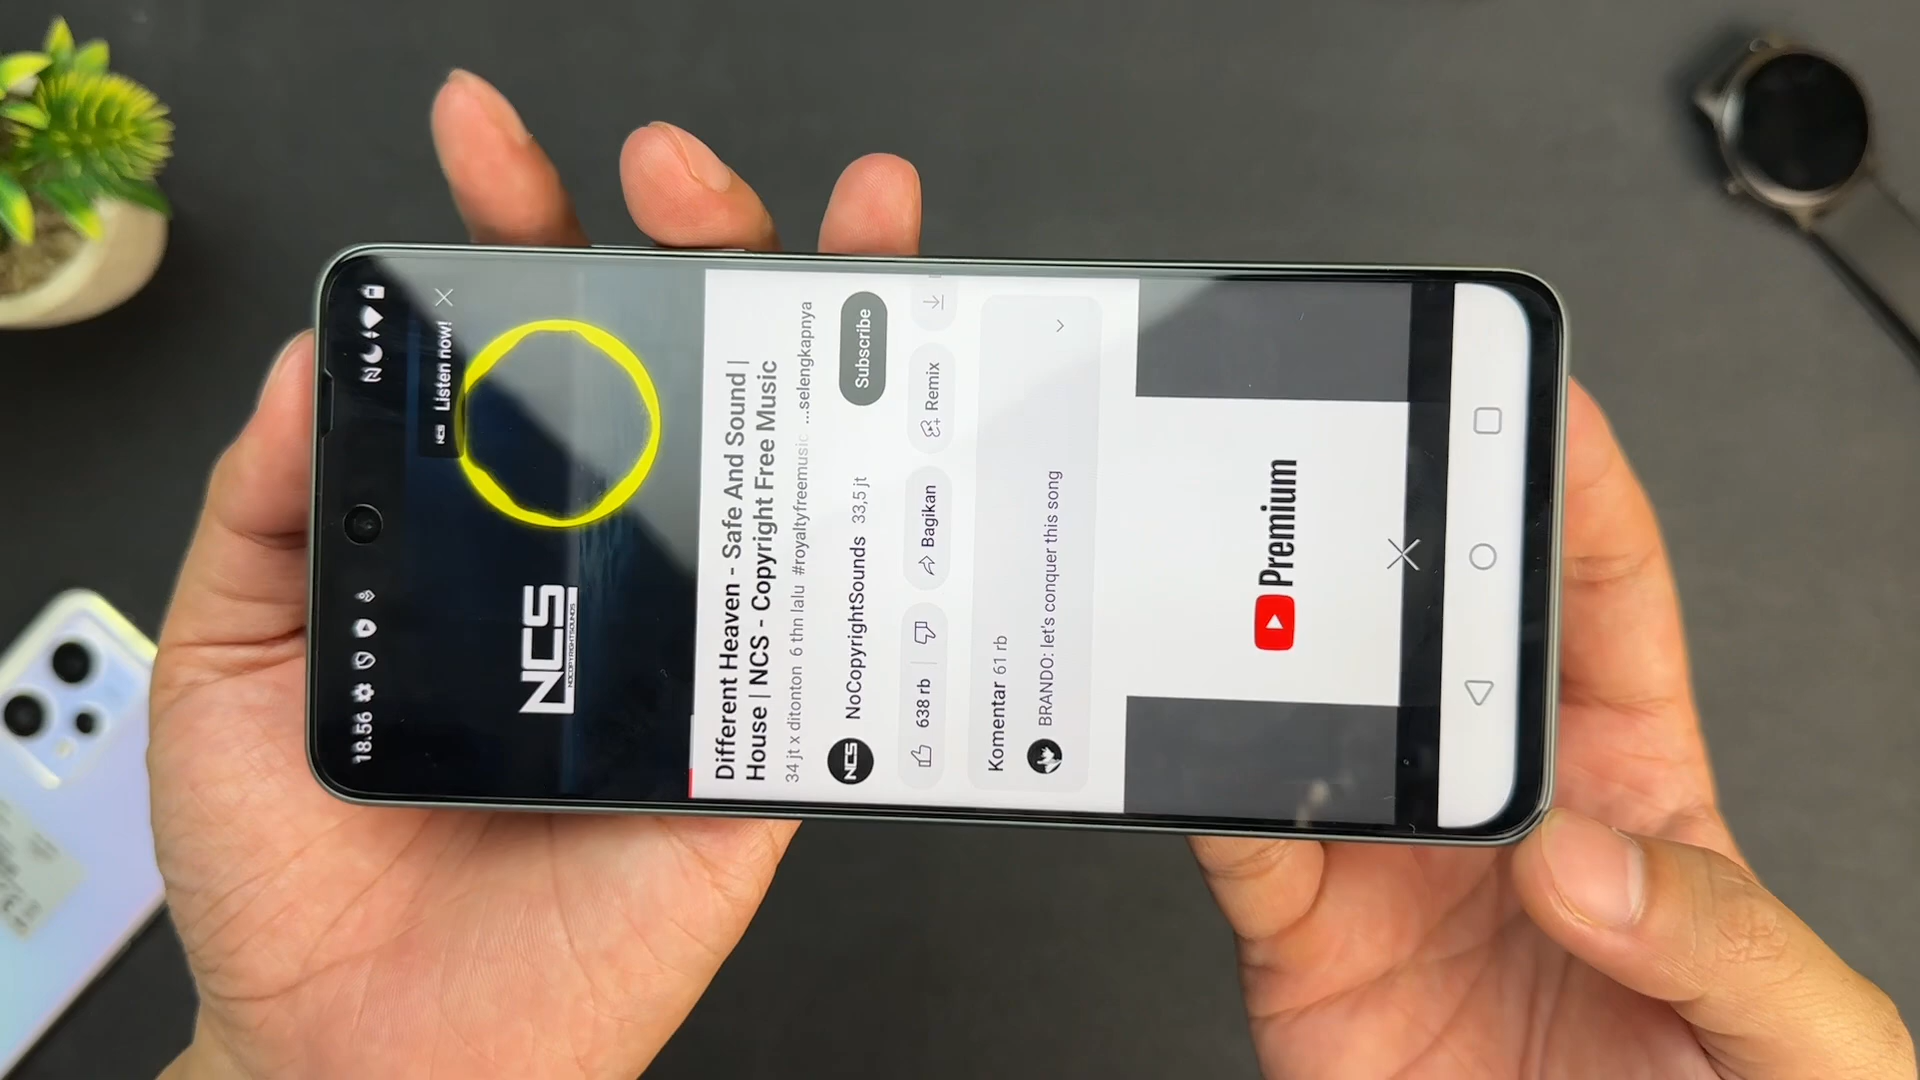 18.56
NCS Listen now!
NCS
NOCOPYRIGHTSOUNDS
Different Heaven - Safe And Sound |
House | NCS - Copyright Free Music
34 jt x ditonton 6 thn lalu #royaltyfreemusic ...selengkapnya
NCS NoCopyrightSounds 33,5 jt Subscribe
638 rb Bagikan Remix
Komentar 61 rb
BRANDO: let's conquer this song
Premium